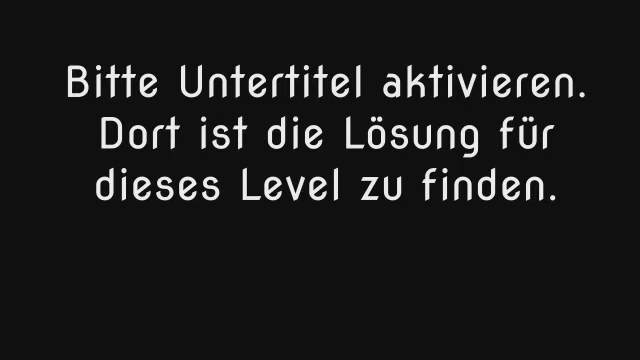 Bitte Untertitel aktivieren.
Dort ist die Lösung für
dieses Level zu finden.